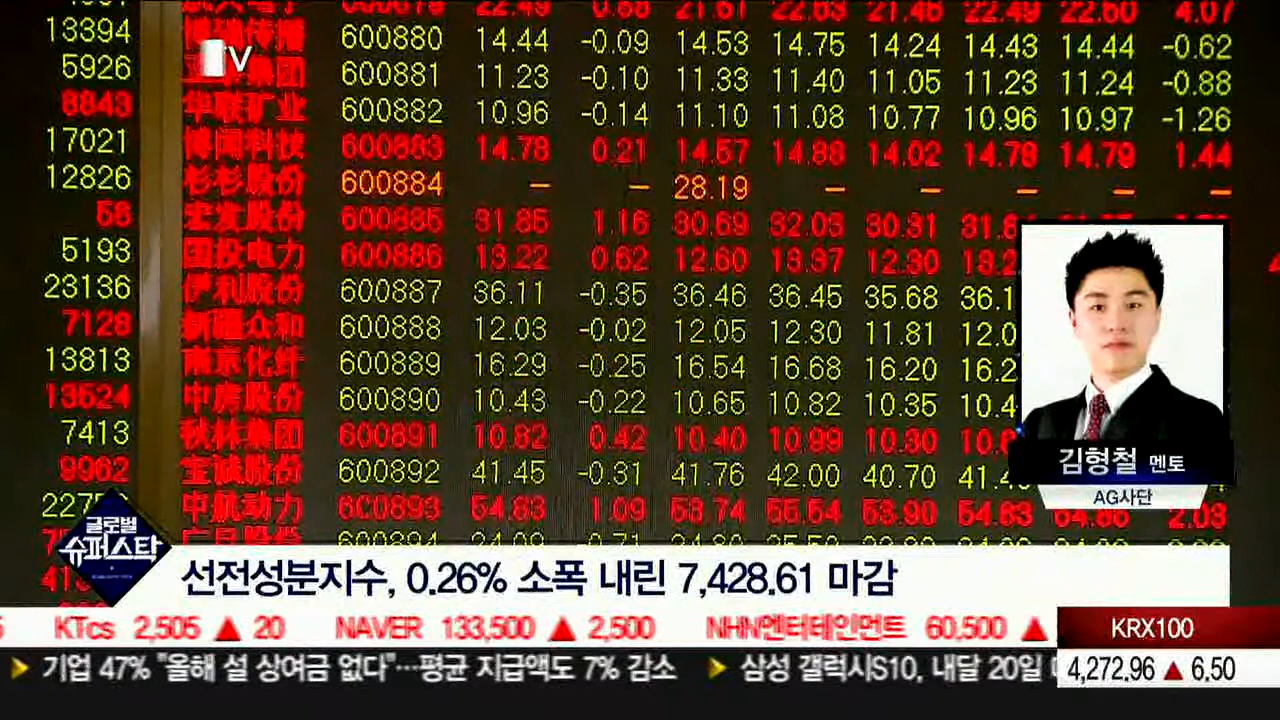 13394 博瑞传播 600880 14.44 -0.09 14.53 14.75 14.24 14.43 14.44 -0.62
V
5926 集团 600881 11.23 -0.10 11.33 11.40 11.05 11.23 11.24 -0.88
8843 华联矿业 600882 10.96 -0.14 11.10 11.08 10.77 10.96 10.97 -1.26
17021 博闻科技 600883 14.78 0.21 14.57 14.88 14.02 14.78 14.79 1.44
12826 杉杉股份 600884 – – 28.19 – – – – –
56 宏发股份 600885 31.85 1.16 30.69 32.03 30.31
5193 国投电力 600886 13.22 0.62 12.60 13.37 12.30
23136 伊利股份 600887 36.11 -0.35 36.46 36.45 35.68 36.1
7128 新疆众和 600888 12.03 -0.02 12.05 12.30 11.81 12.0
13813 南京化纤 600889 16.29 -0.25 16.54 16.68 16.20 16.2
13524 中房股份 600890 10.43 -0.22 10.65 10.82 10.35 10.4
7413 秋林集团 600891 10.82 0.42 10.40 10.99 10.30
9962 宝诚股份 600892 41.45 -0.31 41.76 42.00 40.70 41.4
중 中航动力 600893 54.83 1.09 53.74 55.54 53.90 54.83 54.88 2.03
김형철 멘토
AG사단
글로벌
슈퍼스탁
선전성분지수, 0.26% 소폭 내린 7,428.61 마감
KTcs 2,505 ▲ 20 NAVER 133,500 ▲ 2,500 NHN엔터테인먼트 60,500 ▲
KRX100
기업 47% "올해 설 상여금 없다"…평균 지급액도 7% 감소 삼성 갤럭시S10, 내달 20일
4,272.96 ▲ 6.50